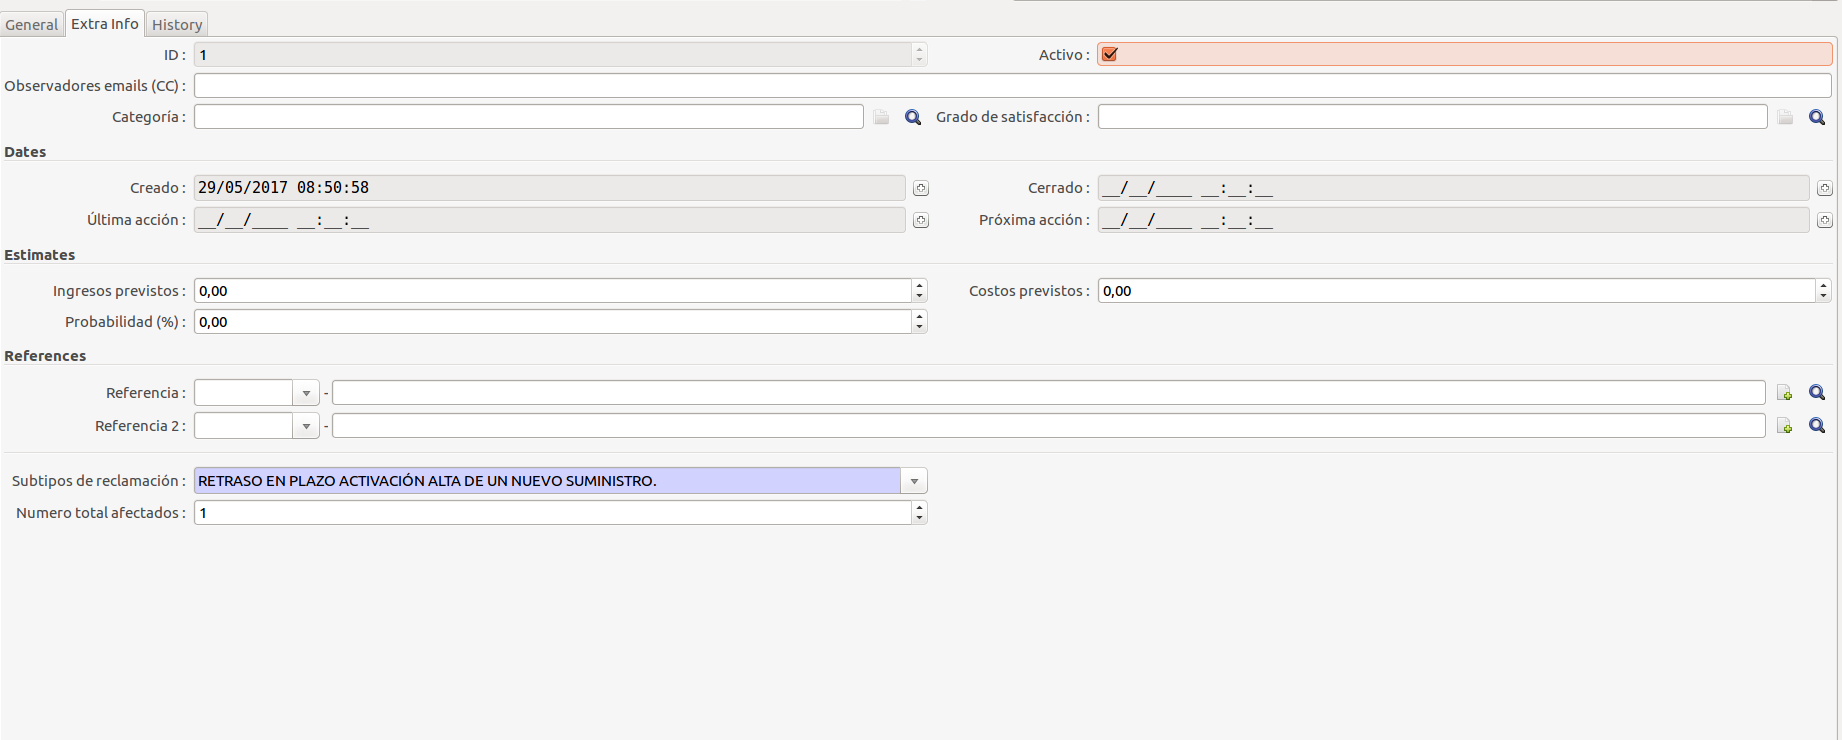 General Extra Info History
ID : 1 Activo :
Observadores emails (CC) :
Categoría : Grado de satisfacción :
Dates
Creado : 29/05/2017 08:50:58 Cerrado : __/__/____ __:__:__
Última acción : __/__/____ __:__:__ Próxima acción : __/__/____ __:__:__
Estimates
Ingresos previstos : 0,00 Costos previstos : 0,00
Probabilidad (%) : 0,00
References
Referencia : -
Referencia 2 : -
Subtipos de reclamación : RETRASO EN PLAZO ACTIVACIÓN ALTA DE UN NUEVO SUMINISTRO.
Numero total afectados : 1